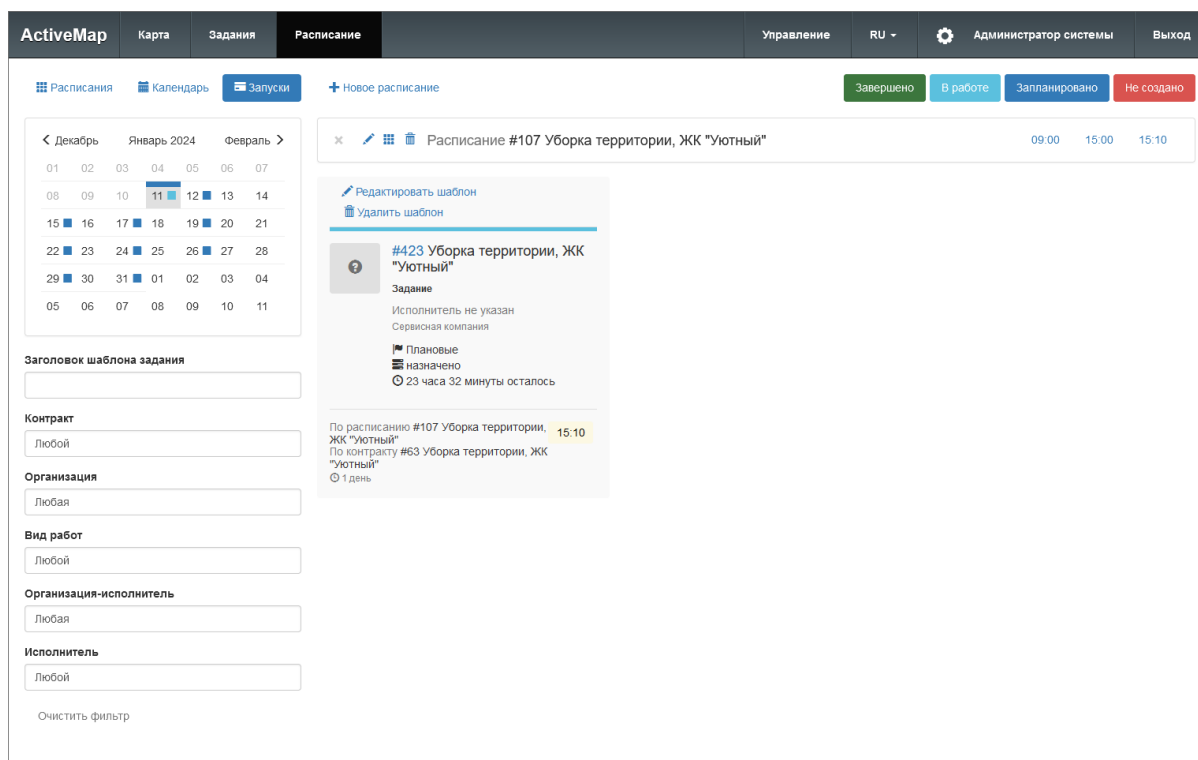 ActiveMap Карта Задания Расписание Управление RU Администратор системы Выход
Расписания Календарь Запуски Новое расписание Завершено В работе Запланировано Не создано
Декабрь Январь 2024 Февраль
01 02 03 04 05 06 07
08 09 10 11 12 13 14
15 16 17 18 19 20 21
22 23 24 25 26 27 28
29 30 31 01 02 03 04
05 06 07 08 09 10 11
Заголовок шаблона задания
Контракт
Любой
Организация
Любая
Вид работ
Любой
Организация-исполнитель
Любая
Исполнитель
Любой
Очистить фильтр
Расписание #107 Уборка территории, ЖК "Уютный" 09:00 15:00 15:10
Редактировать шаблон
Удалить шаблон
#423 Уборка территории, ЖК
"Уютный"
Задание
Исполнитель не указан
Сервисная компания
Плановые
назначено
23 часа 32 минуты осталось
По расписанию #107 Уборка территории,
ЖК "Уютный"
15:10
По контракту #63 Уборка территории, ЖК
"Уютный"
1 день